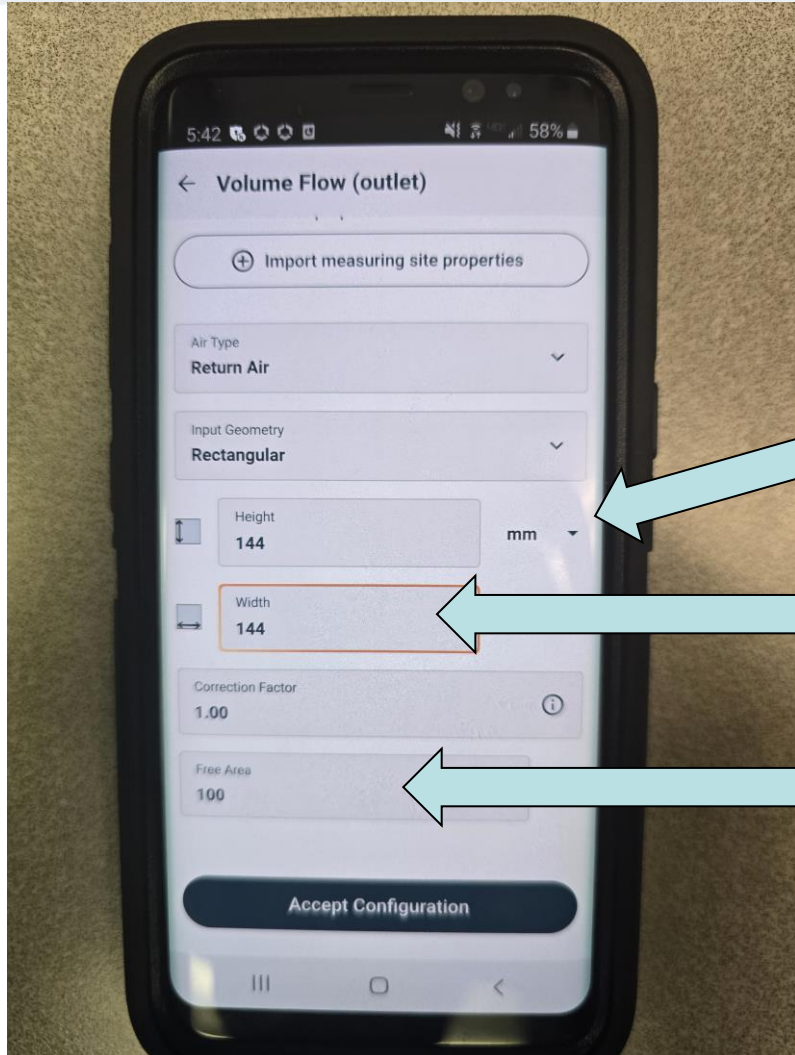 5:42 58%
← Volume Flow (outlet)
Import measuring site properties
Air Type
Return Air
Input Geometry
Rectangular
Height
144
mm
Width
144
Correction Factor
1.00
Free Area
100
Accept Configuration